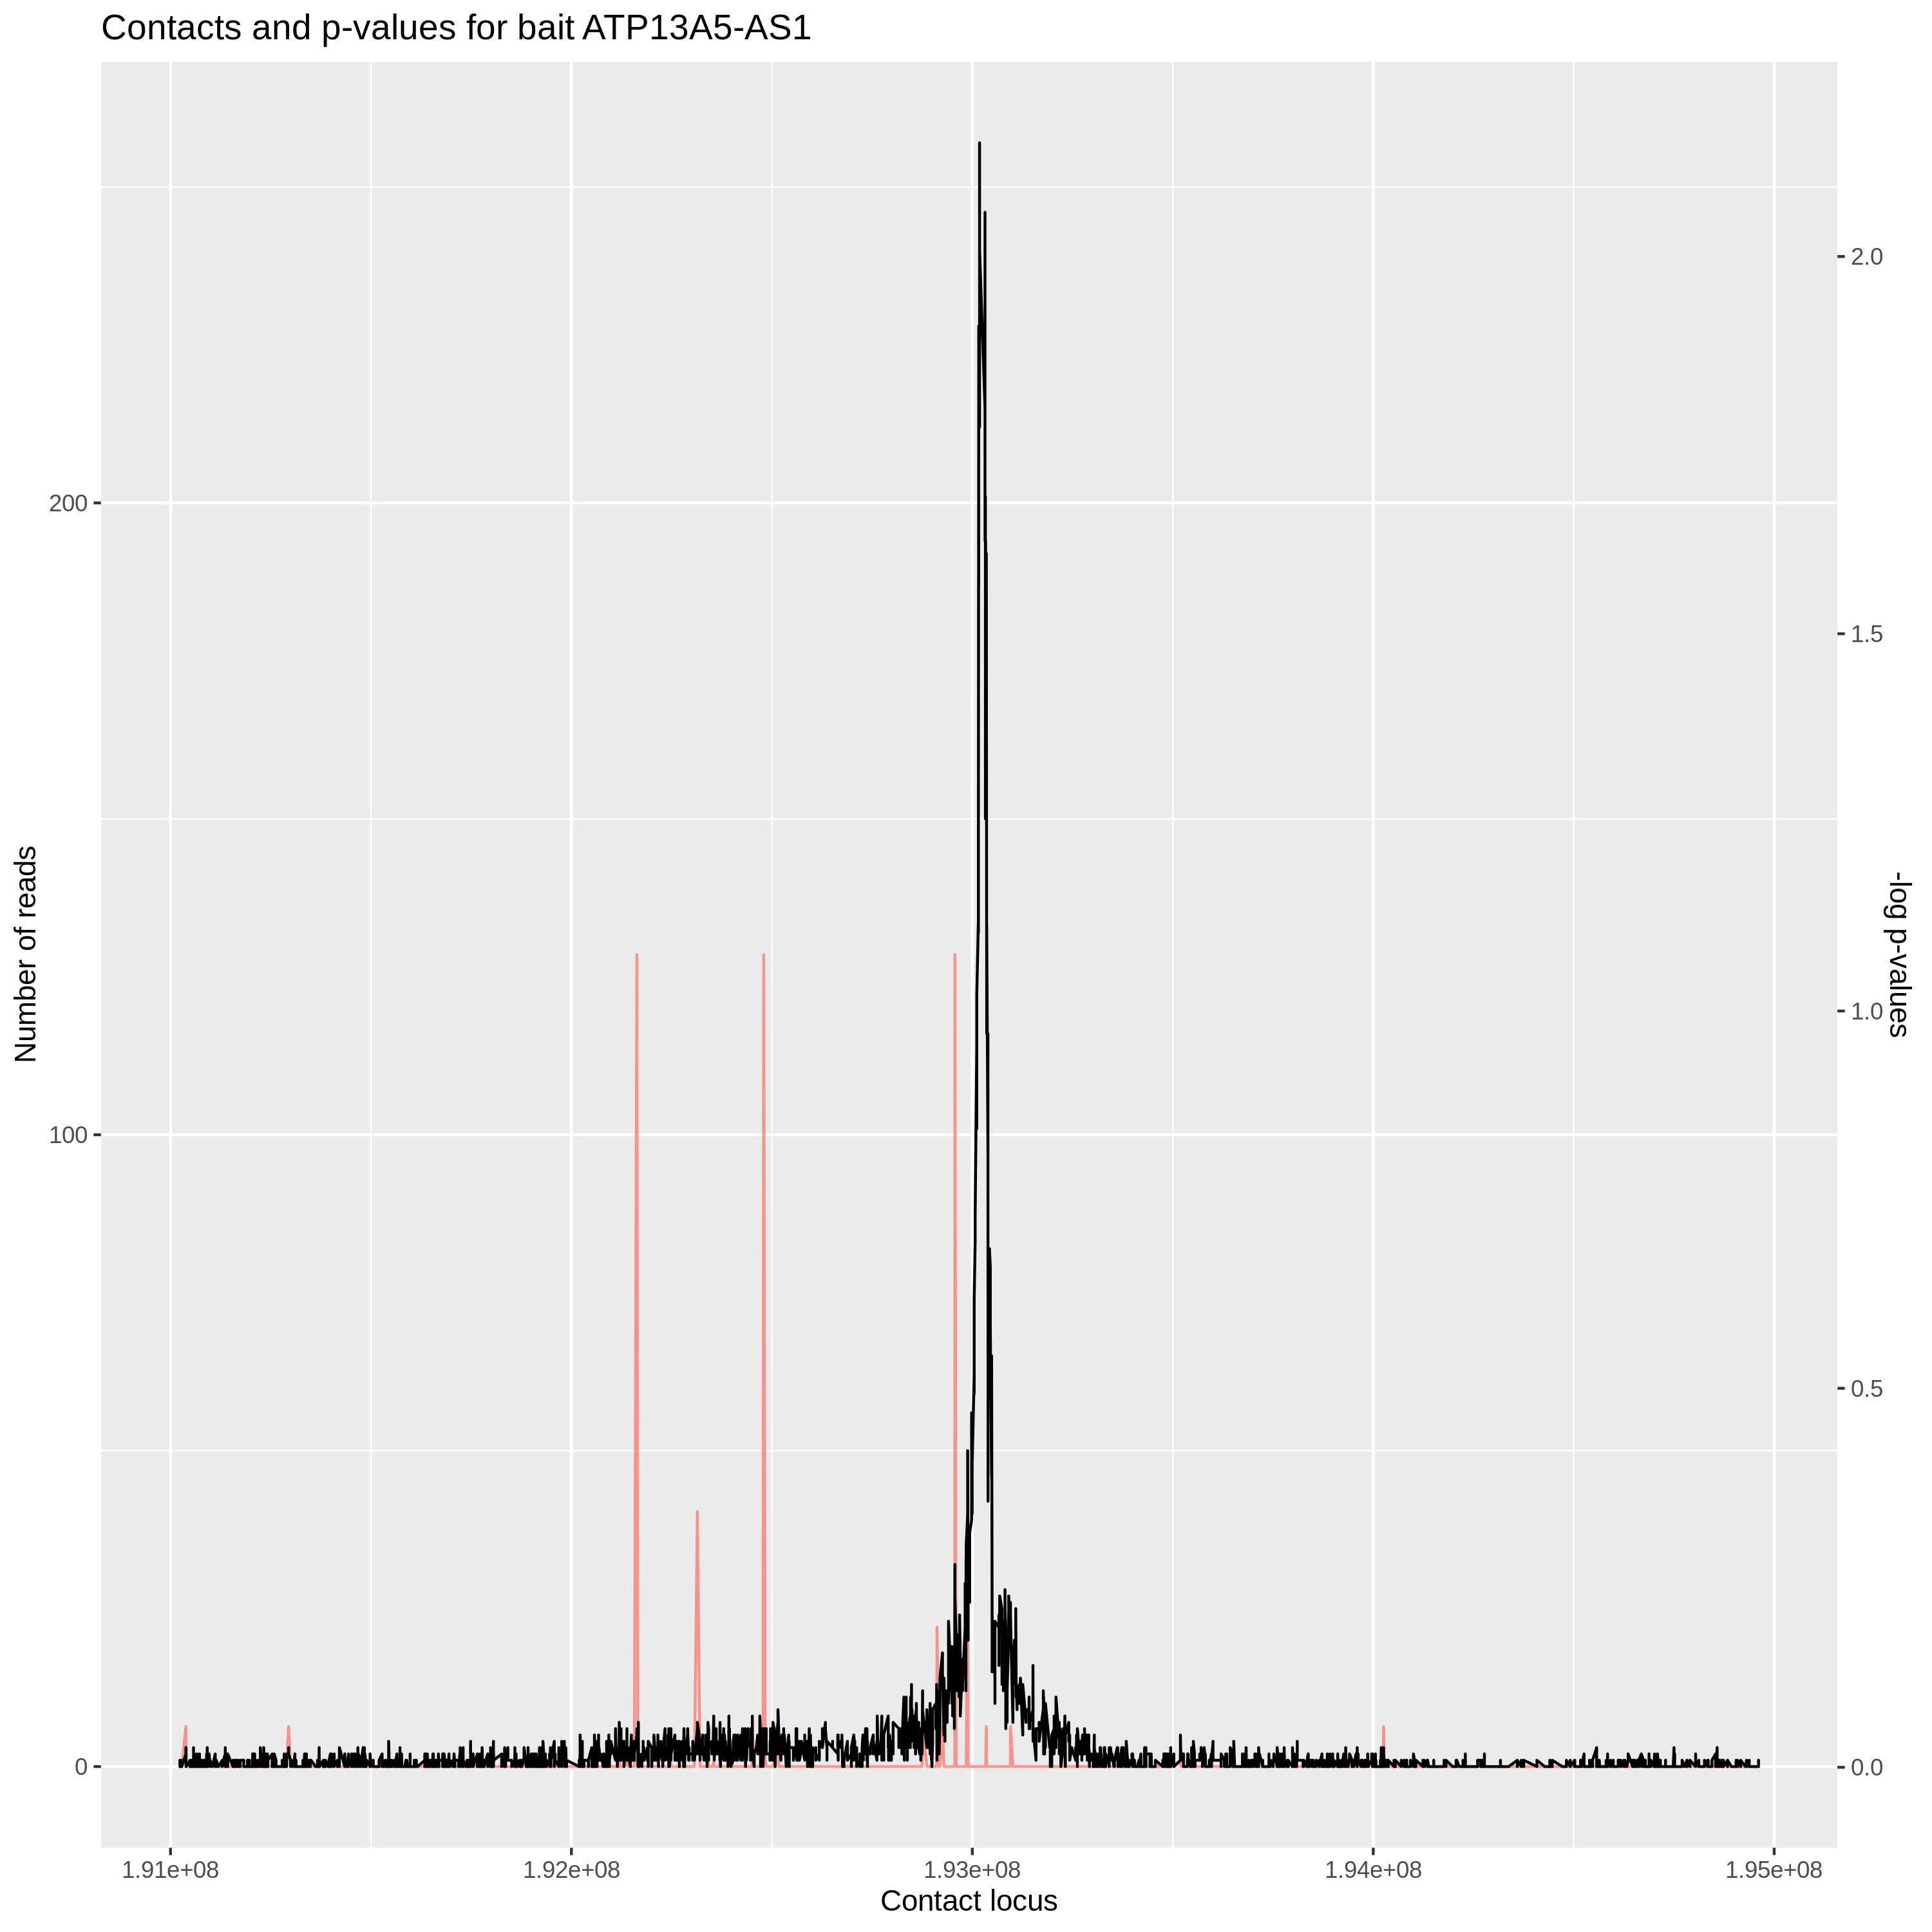 Contacts and p-values for bait ATP13A5-AS1
200
100
0
Number of reads
2.0
1.5
1.0
0.5
0.0
-log p-values
1.91e+08
1.92e+08
1.93e+08
1.94e+08
1.95e+08
Contact locus